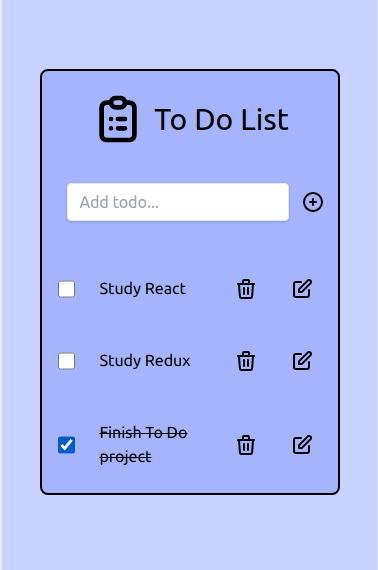 To Do List
Add todo...
Study React
Study Redux
Finish To Do
project